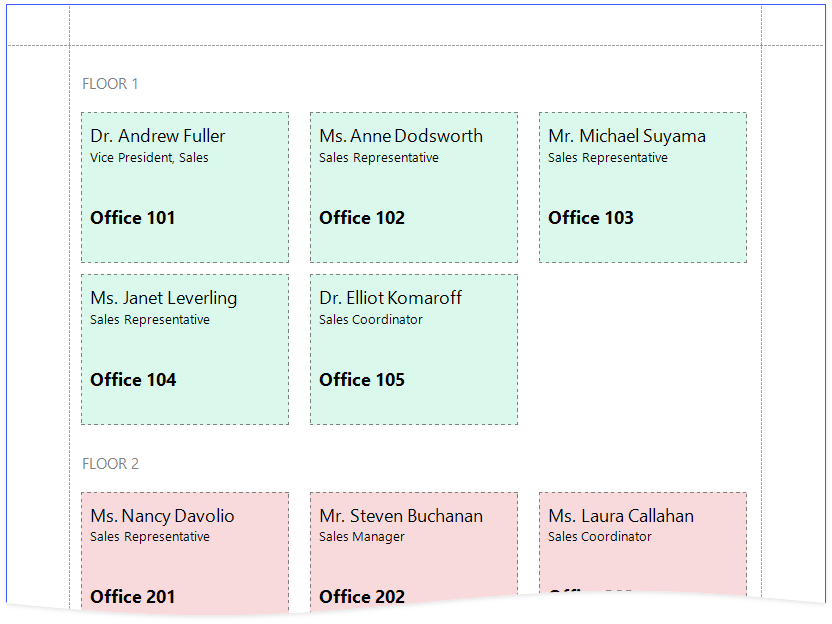 FLOOR 1
Dr. Andrew Fuller
Vice President, Sales
Office 101
Ms. Anne Dodsworth
Sales Representative
Office 102
Mr. Michael Suyama
Sales Representative
Office 103
Ms. Janet Leverling
Sales Representative
Office 104
Dr. Elliot Komaroff
Sales Coordinator
Office 105
FLOOR 2
Ms. Nancy Davolio
Sales Representative
Office 201
Mr. Steven Buchanan
Sales Manager
Office 202
Ms. Laura Callahan
Sales Coordinator